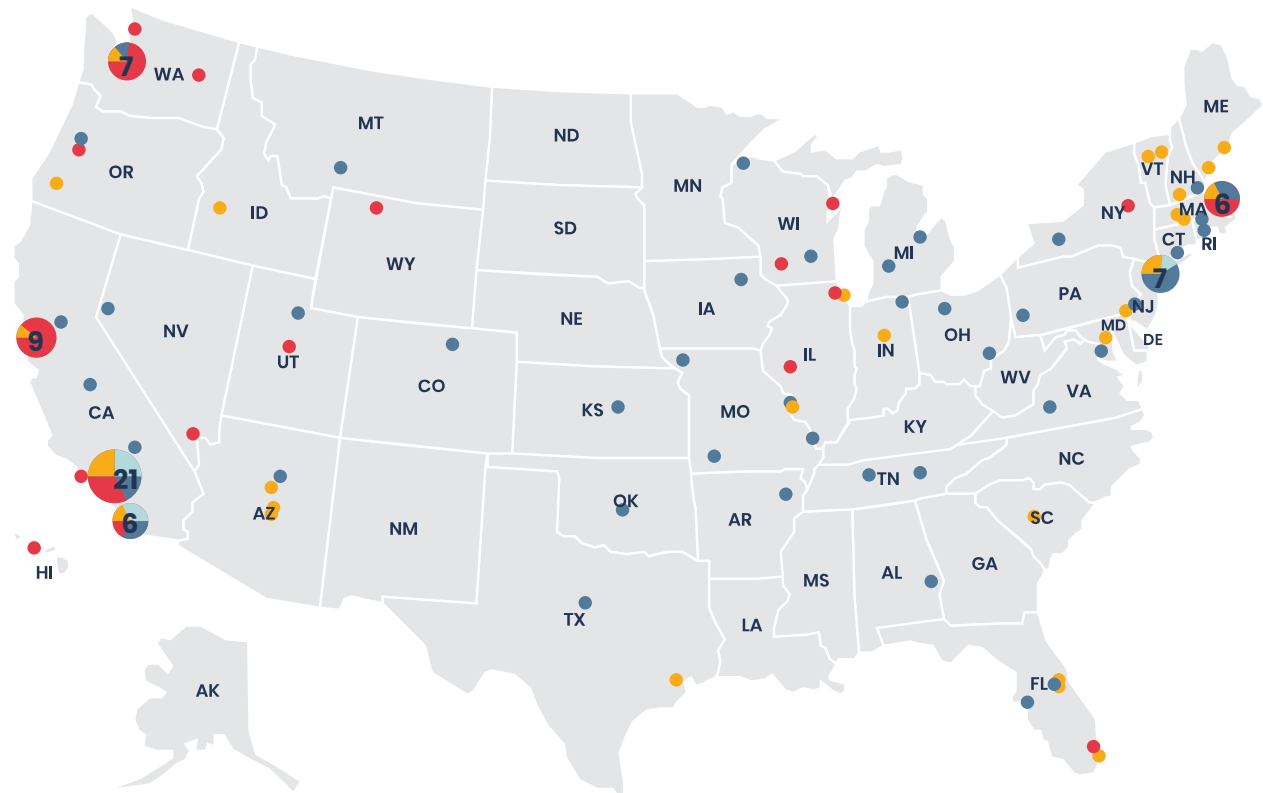 ME
7
WA
MT
ND
OR
VT
NH
MN
6
ID
MA
NY
SD
WI
RI
CT
MI
WY
7
PA
NJ
IA
NE
MD
NV
9
OH
DE
IN
IL
UT
WV
CO
VA
KS
MO
CA
KY
NC
21
TN
OK
AZ
SC
AR
6
NM
GA
HI
AL
MS
TX
LA
FL
AK